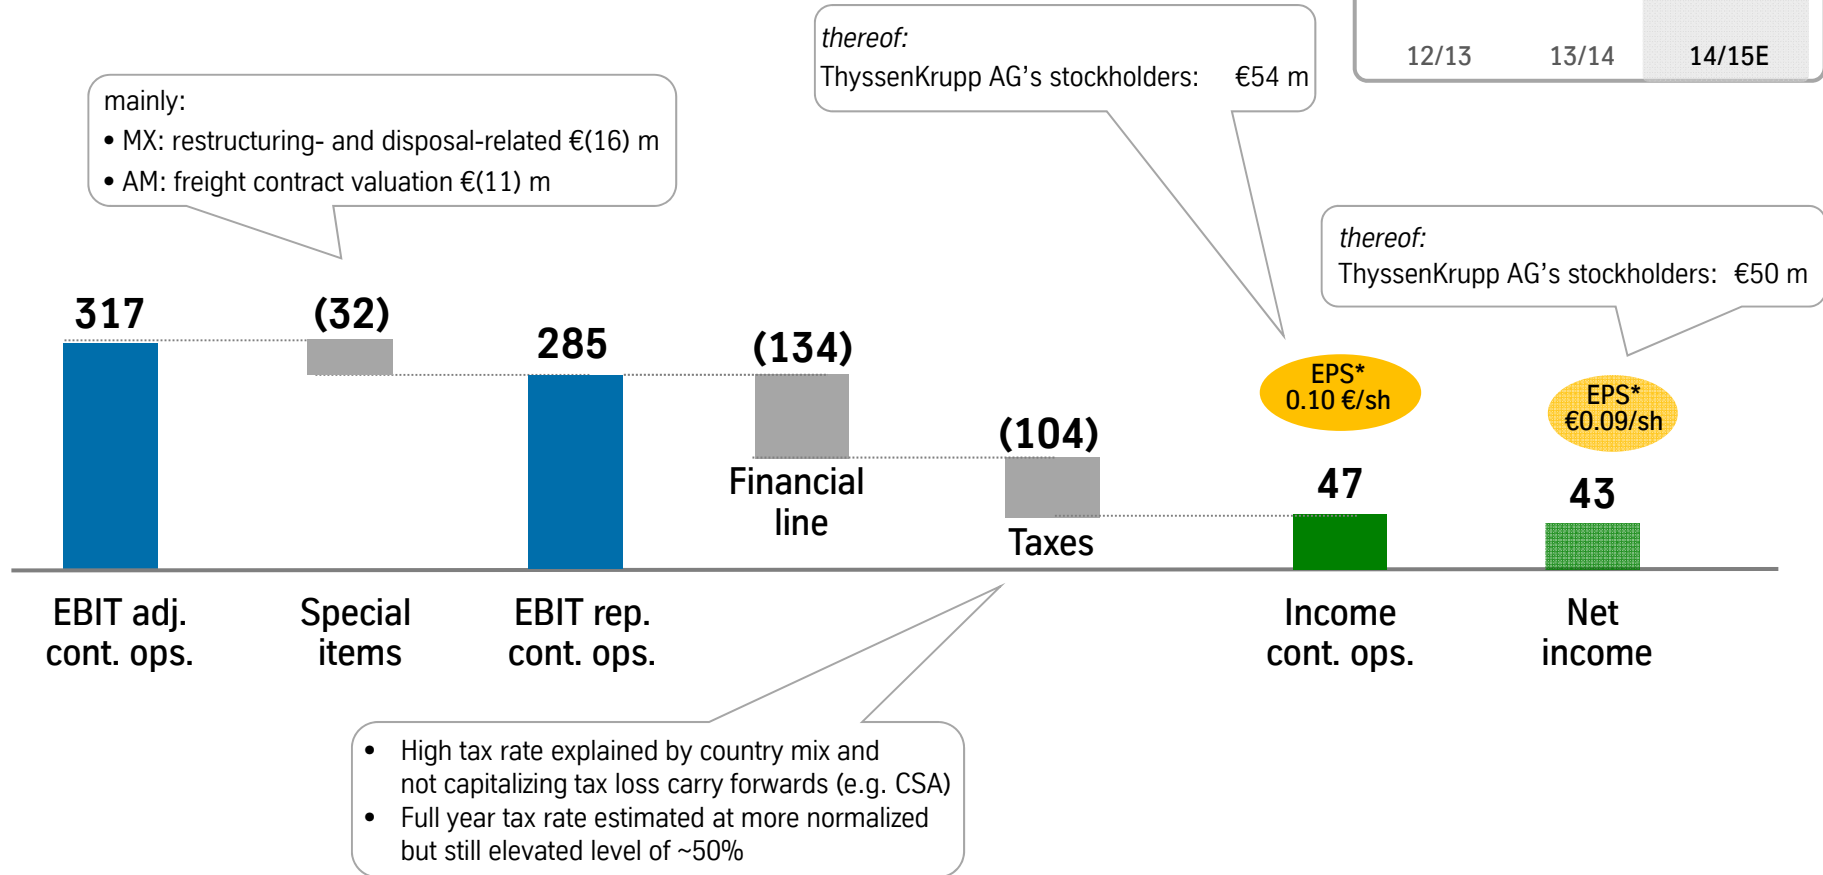 thereof:
ThyssenKrupp AG's stockholders: €54 m
12/13 13/14 14/15E
mainly:
• MX: restructuring- and disposal-related €(16) m
• AM: freight contract valuation €(11) m
thereof:
ThyssenKrupp AG's stockholders: €50 m
317
(32)
285
(134)
(104)
EPS*
0.10 €/sh
EPS*
€0.09/sh
47
43
Financial
line
Taxes
EBIT adj.
cont. ops.
Special
items
EBIT rep.
cont. ops.
Income
cont. ops.
Net
income
• High tax rate explained by country mix and
not capitalizing tax loss carry forwards (e.g. CSA)
• Full year tax rate estimated at more normalized
but still elevated level of ~50%